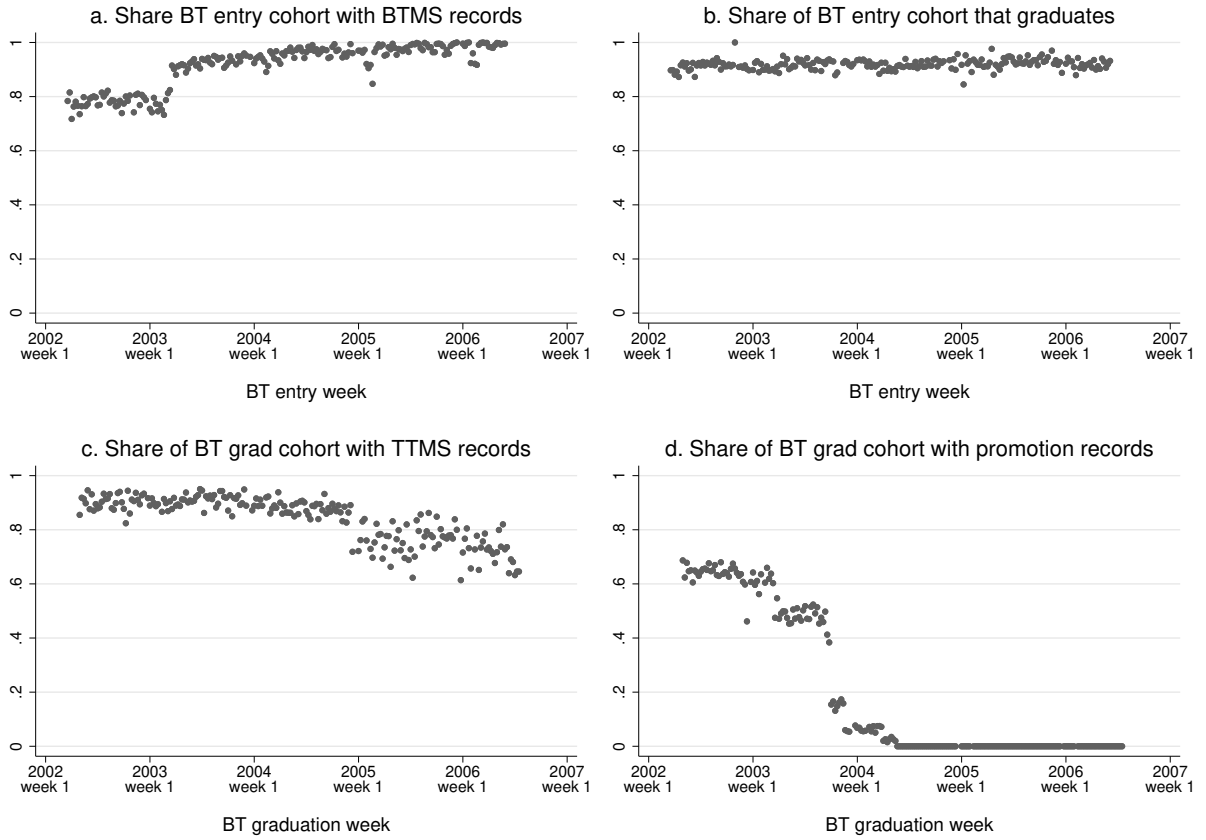 a. Share BT entry cohort with BTMS records
1
.8
.6
.4
.2
0
2002 2003 2004 2005 2006 2007
week 1 week 1 week 1 week 1 week 1 week 1
BT entry week
b. Share of BT entry cohort that graduates
1
.8
.6
.4
.2
0
2002 2003 2004 2005 2006 2007
week 1 week 1 week 1 week 1 week 1 week 1
BT entry week
c. Share of BT grad cohort with TTMS records
1
.8
.6
.4
.2
0
2002 2003 2004 2005 2006 2007
week 1 week 1 week 1 week 1 week 1 week 1
BT graduation week
d. Share of BT grad cohort with promotion records
1
.8
.6
.4
.2
0
2002 2003 2004 2005 2006 2007
week 1 week 1 week 1 week 1 week 1 week 1
BT graduation week